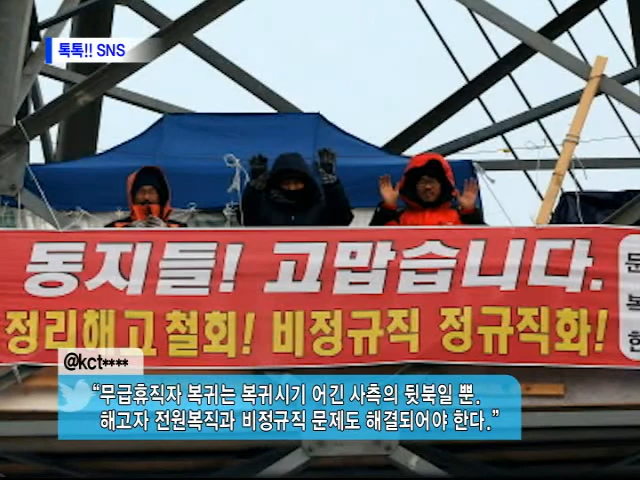 톡톡!! SNS
동지들! 고맙습니다.
정리해고철회! 비정규직 정규직화!
@kct****
“무급휴직자 복귀는 복귀시기 어긴 사측의 뒷북일 뿐.
해고자 전원복직과 비정규직 문제도 해결되어야 한다.”